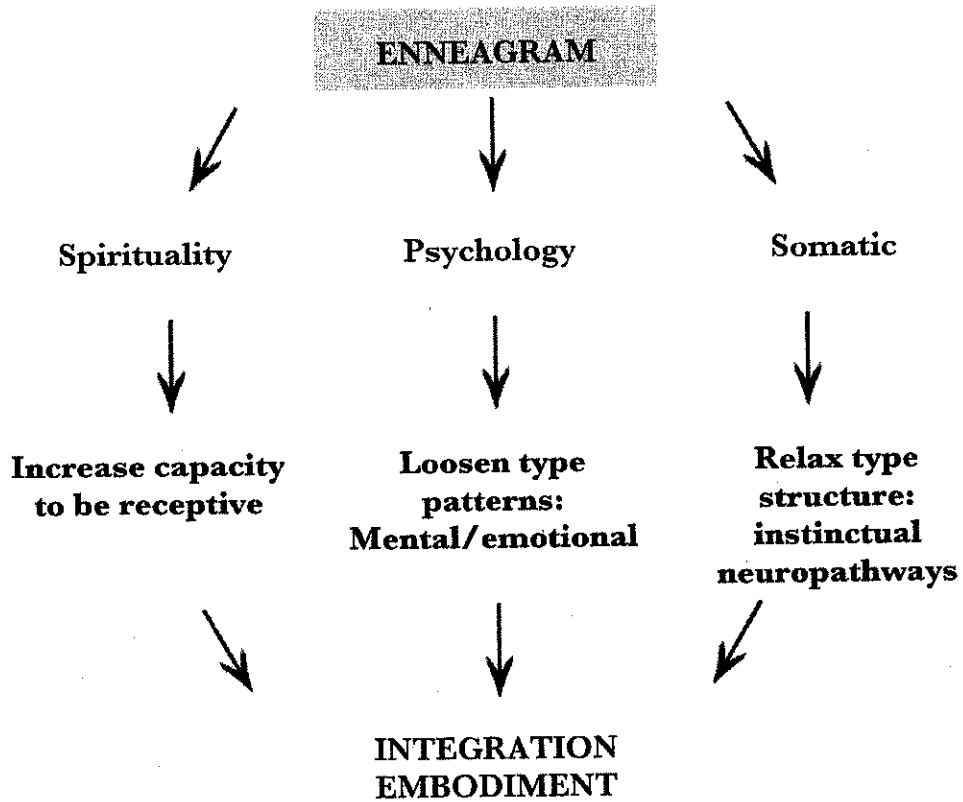 ENNEAGRAM
Spirituality
Psychology
Somatic
Increase capacity
to be receptive
Loosen type
patterns:
Mental/emotional
Relax type
structure:
instinctual
neuropathways
INTEGRATION
EMBODIMENT